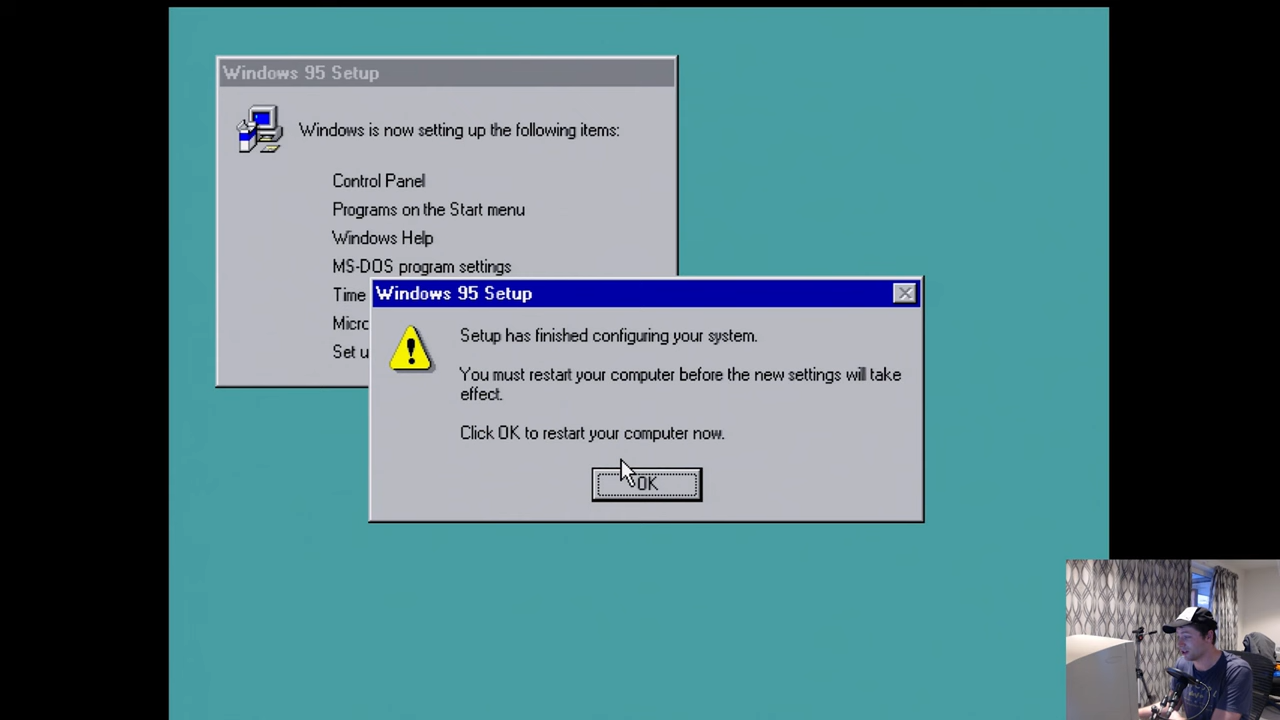 Windows 95 Setup
Windows is now setting up the following items:
Control Panel
Programs on the Start menu
Windows Help
MS-DOS program settings
Time
Micro
Set u
Windows 95 Setup
Setup has finished configuring your system.
You must restart your computer before the new settings will take
effect.
Click OK to restart your computer now.
OK